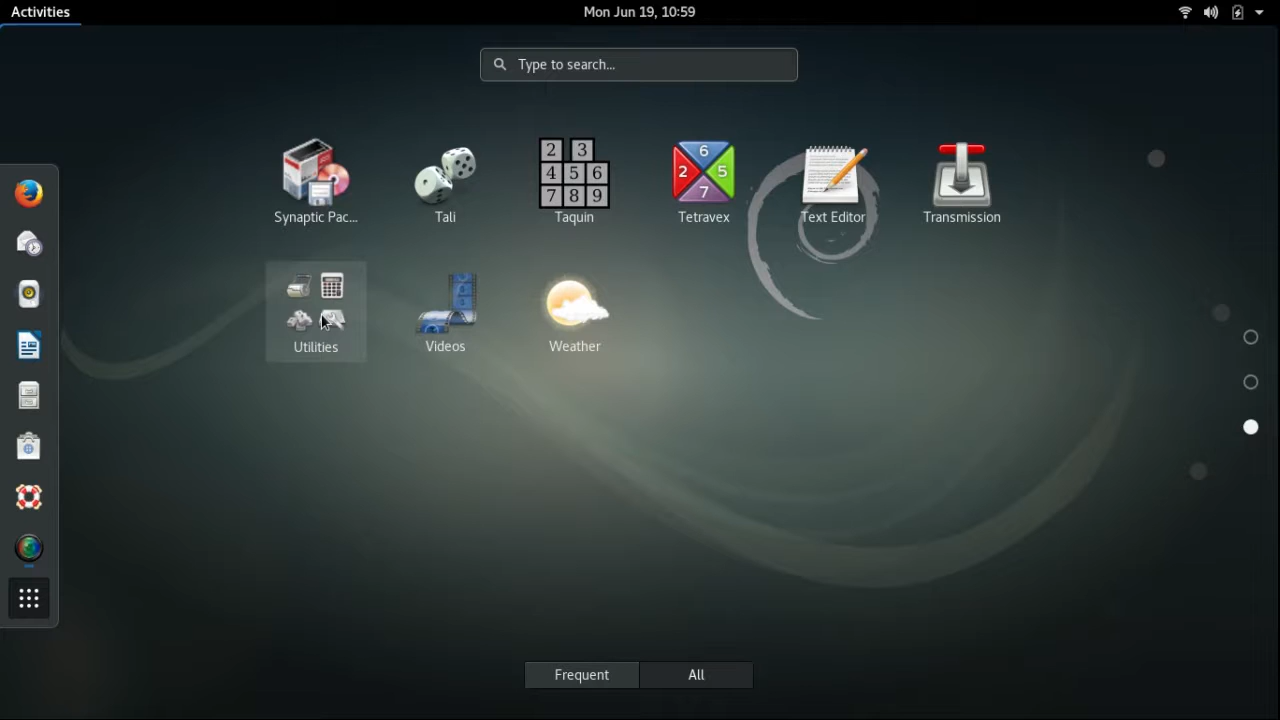 Activities
Mon Jun 19, 10:59
Type to search...
Synaptic Pac...
Tali
2 3
4 5 6
7 8 9
Taquin
6
2 5
7
Tetravex
Text Editor
Transmission
Utilities
Videos
Weather
Frequent
All